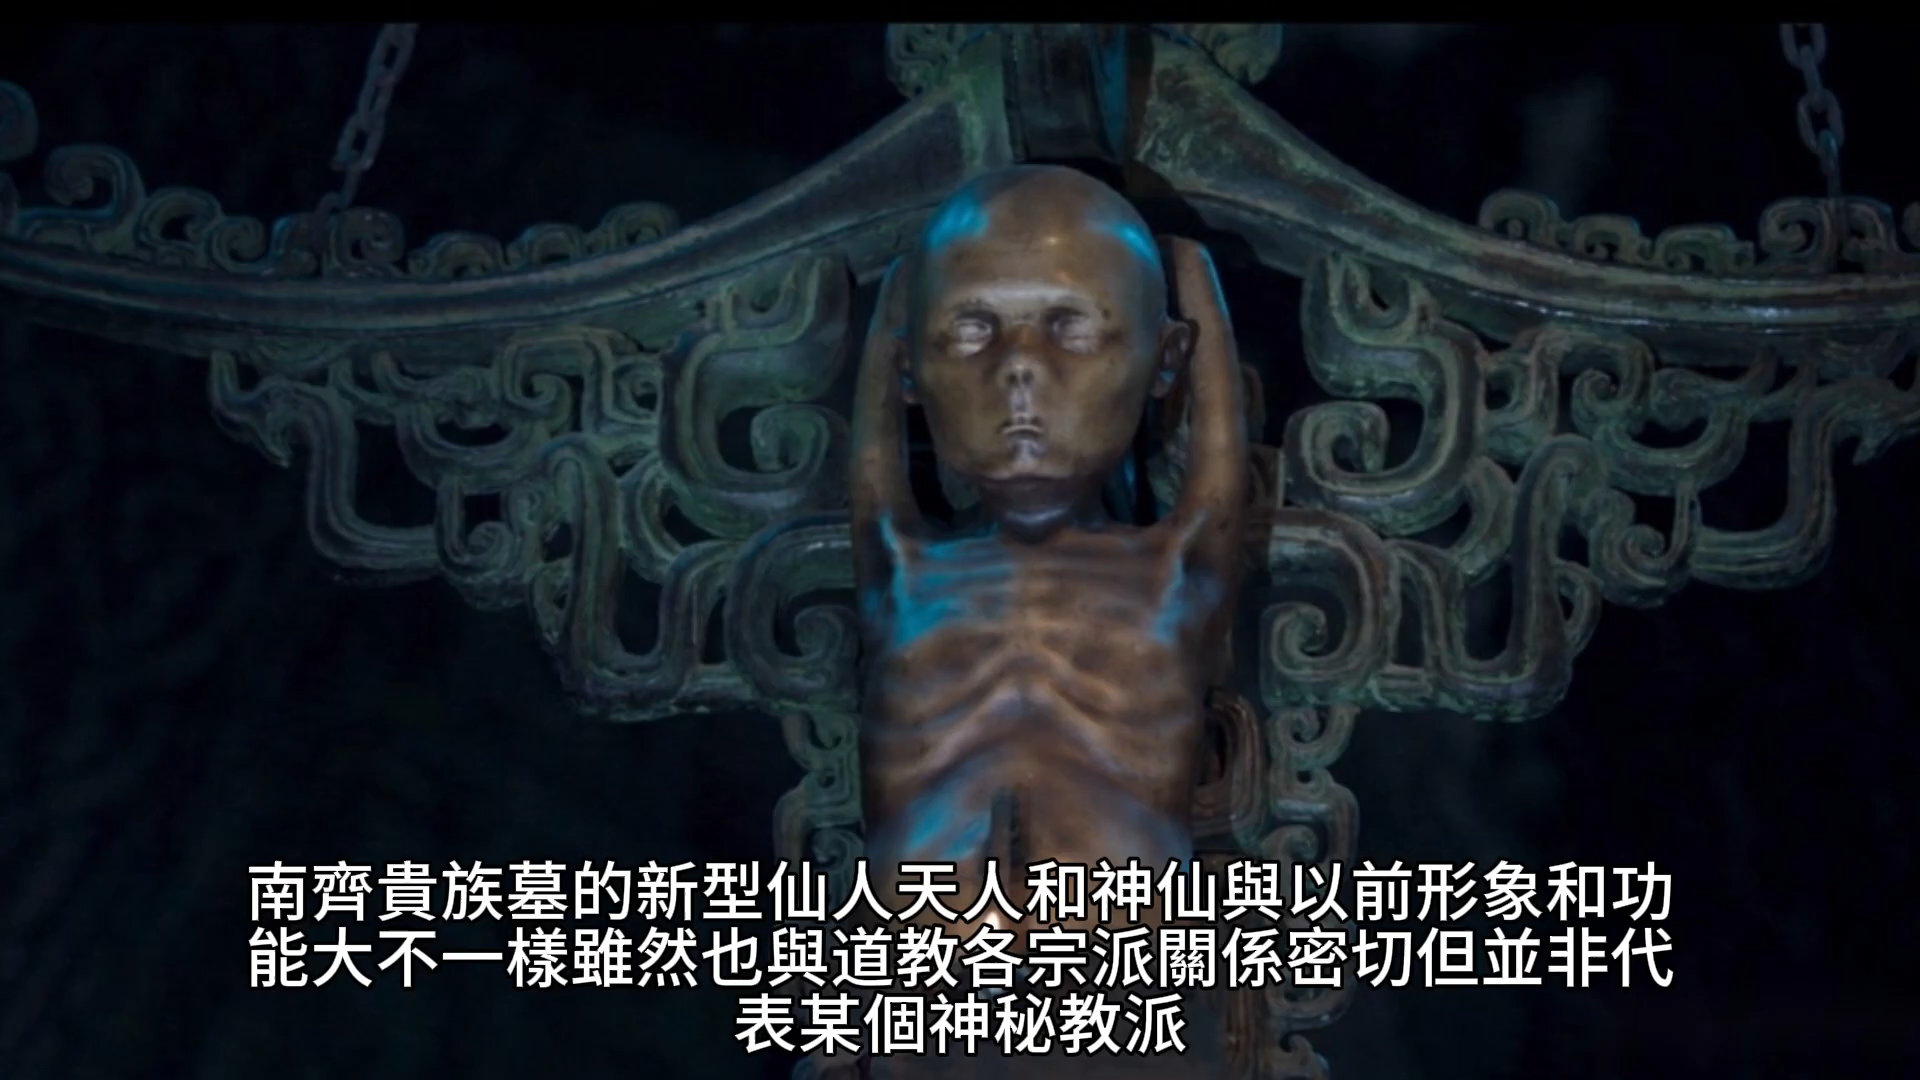 南齊貴族墓的新型仙人天人和神仙與以前形象和功
能大不一樣雖然也與道教各宗派關係密切但並非代
表某個神秘教派